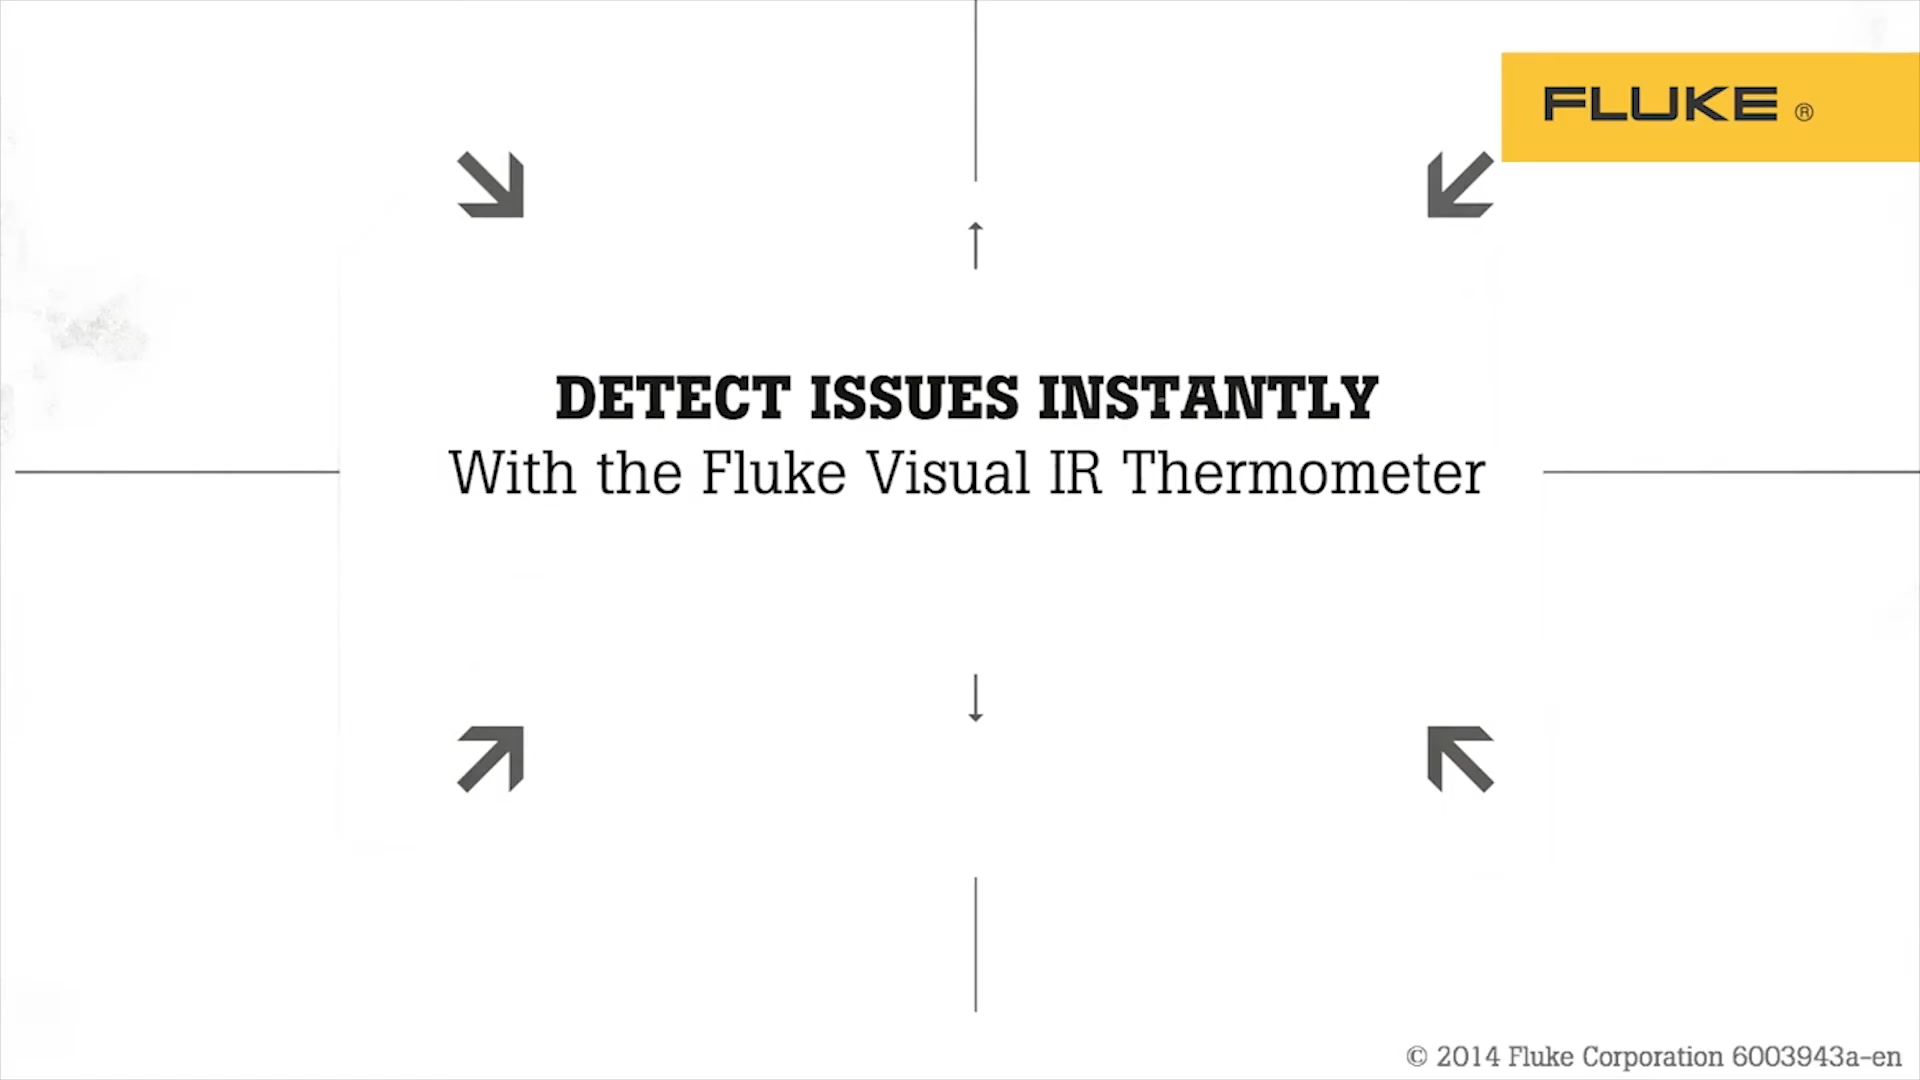 FLUKE ®
DETECT ISSUES INSTANTLY
With the Fluke Visual IR Thermometer
© 2014 Fluke Corporation 6003943a-en